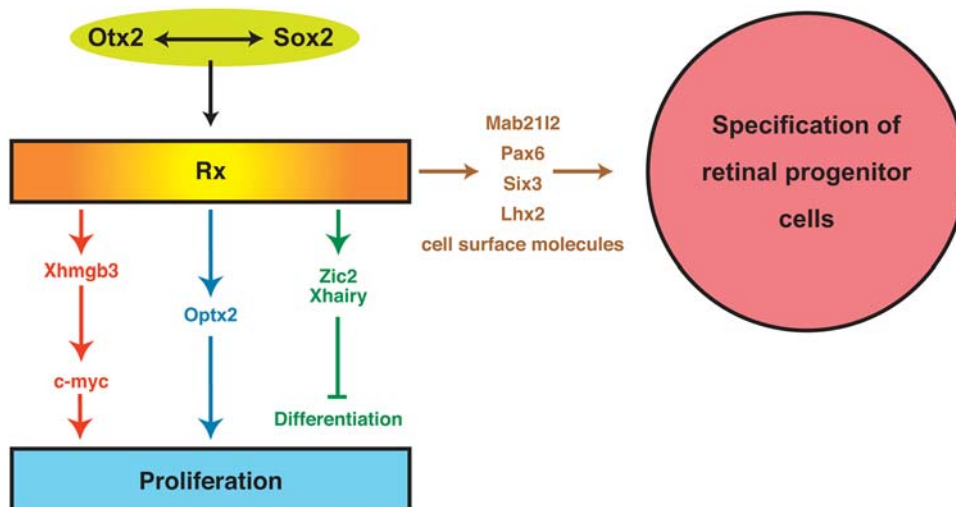 Otx2 Sox2
Rx
Mab21l2
Pax6
Six3
Lhx2
cell surface molecules
Specification of
retinal progenitor
cells
Xhmgb3
c-myc
Optx2
Zic2
Xhairy
Differentiation
Proliferation